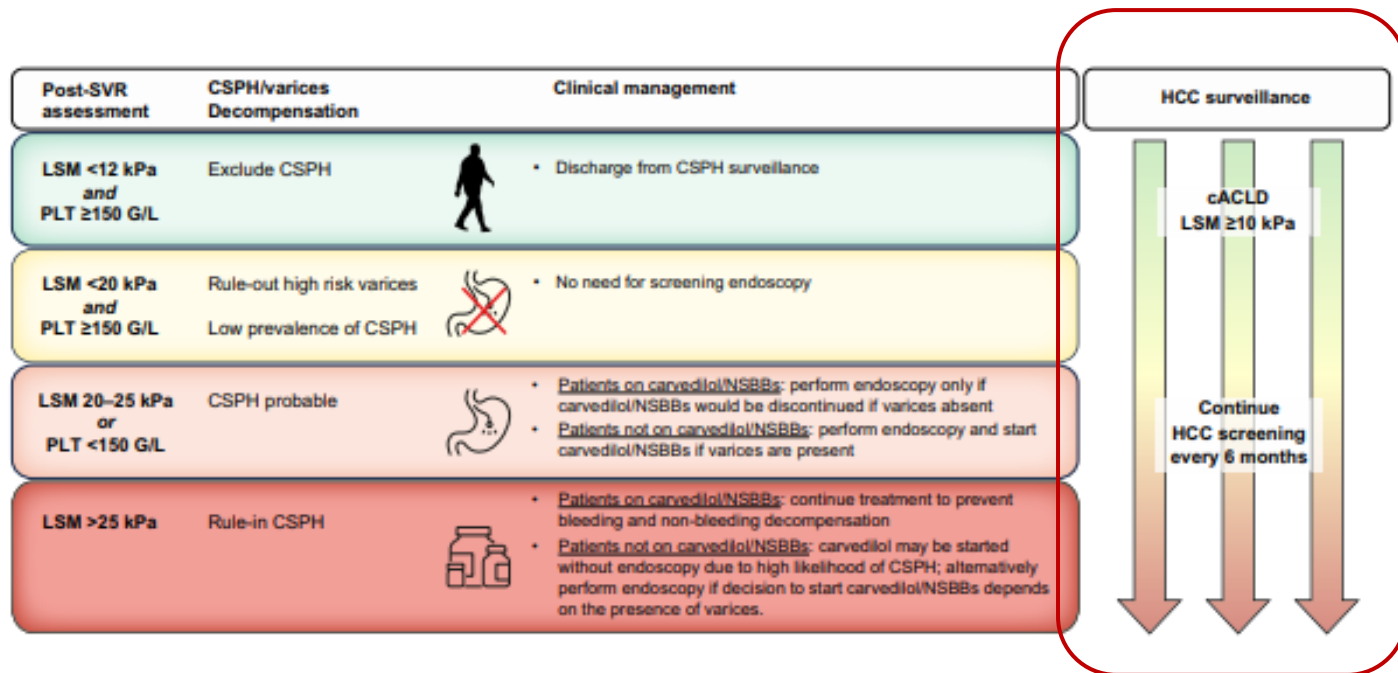 Post-SVR assessment
CSPH/varices Decompensation
Clinical management
HCC surveillance
LSM <12 kPa
and
PLT ≥150 G/L
Exclude CSPH
• Discharge from CSPH surveillance
LSM <20 kPa
and
PLT ≥150 G/L
Rule-out high risk varices
Low prevalence of CSPH
• No need for screening endoscopy
LSM 20–25 kPa
or
PLT <150 G/L
CSPH probable
• Patients on carvedilol/NSBBs: perform endoscopy only if
carvedilol/NSBBs would be discontinued if varices absent
• Patients not on carvedilol/NSBBs: perform endoscopy and start
carvedilol/NSBBs if varices are present
LSM >25 kPa
Rule-in CSPH
• Patients on carvedilol/NSBBs: continue treatment to prevent
bleeding and non-bleeding decompensation
• Patients not on carvedilol/NSBBs: carvedilol may be started
without endoscopy due to high likelihood of CSPH; alternatively
perform endoscopy if decision to start carvedilol/NSBBs depends
on the presence of varices.
cACLD
LSM ≥10 kPa
Continue
HCC screening
every 6 months